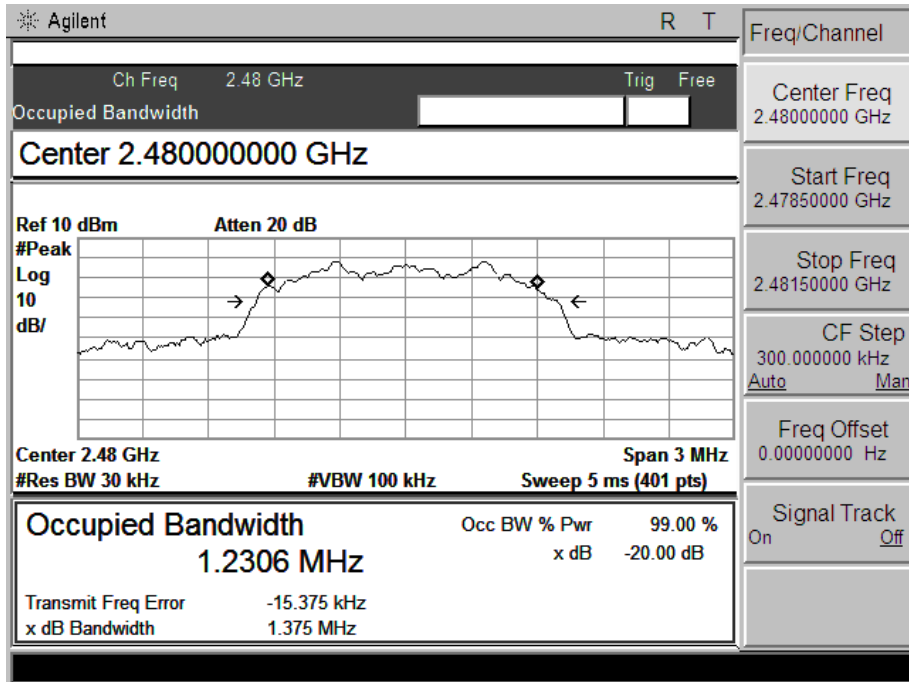 Agilent R T
Ch Freq 2.48 GHz Trig Free
Occupied Bandwidth
Center 2.480000000 GHz
Ref 10 dBm Atten 20 dB
#Peak
Log
10
dB/
Center 2.48 GHz Span 3 MHz
#Res BW 30 kHz #VBW 100 kHz Sweep 5 ms (401 pts)
Occupied Bandwidth Occ BW % Pwr 99.00 %
1.2306 MHz x dB -20.00 dB
Transmit Freq Error -15.375 kHz
x dB Bandwidth 1.375 MHz
Freq/Channel
Center Freq
2.48000000 GHz
Start Freq
2.47850000 GHz
Stop Freq
2.48150000 GHz
CF Step
300.000000 kHz
Auto Man
Freq Offset
0.00000000 Hz
Signal Track
On Off